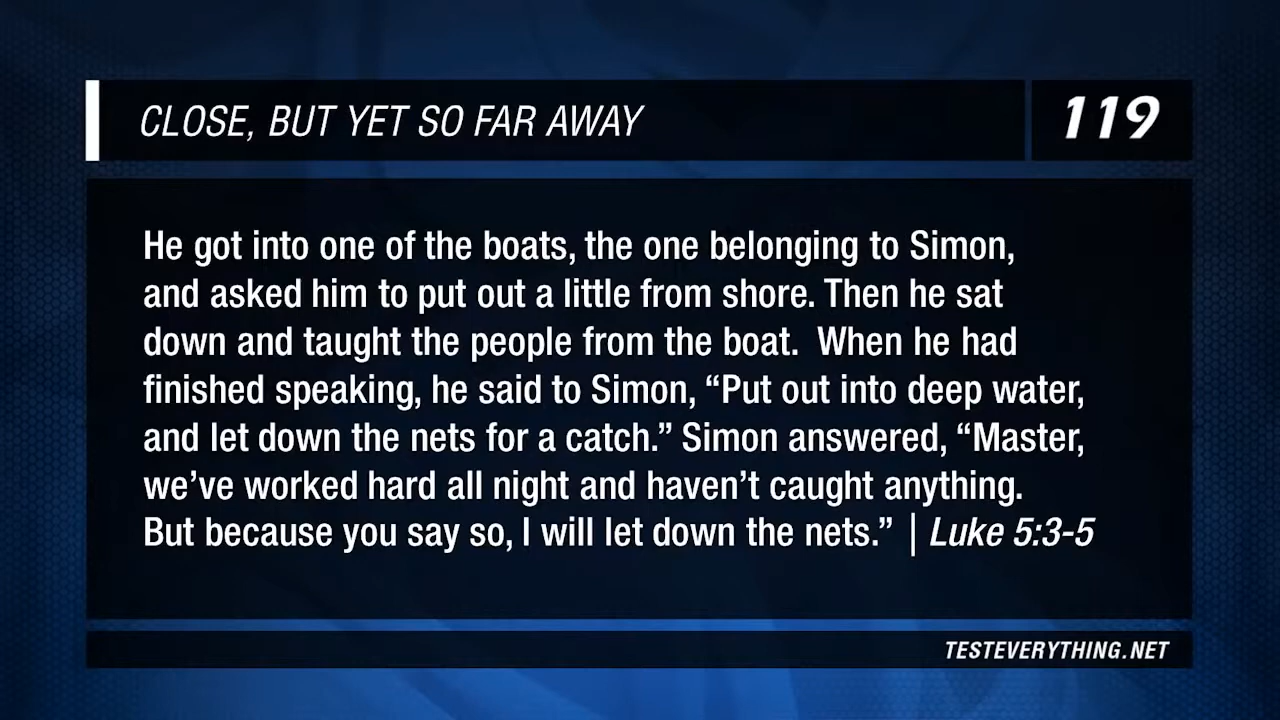 CLOSE, BUT YET SO FAR AWAY
119
He got into one of the boats, the one belonging to Simon,
and asked him to put out a little from shore. Then he sat
down and taught the people from the boat.  When he had
finished speaking, he said to Simon, “Put out into deep water,
and let down the nets for a catch.” Simon answered, “Master,
we’ve worked hard all night and haven’t caught anything.
But because you say so, I will let down the nets.” | Luke 5:3-5
TESTEVERYTHING.NET